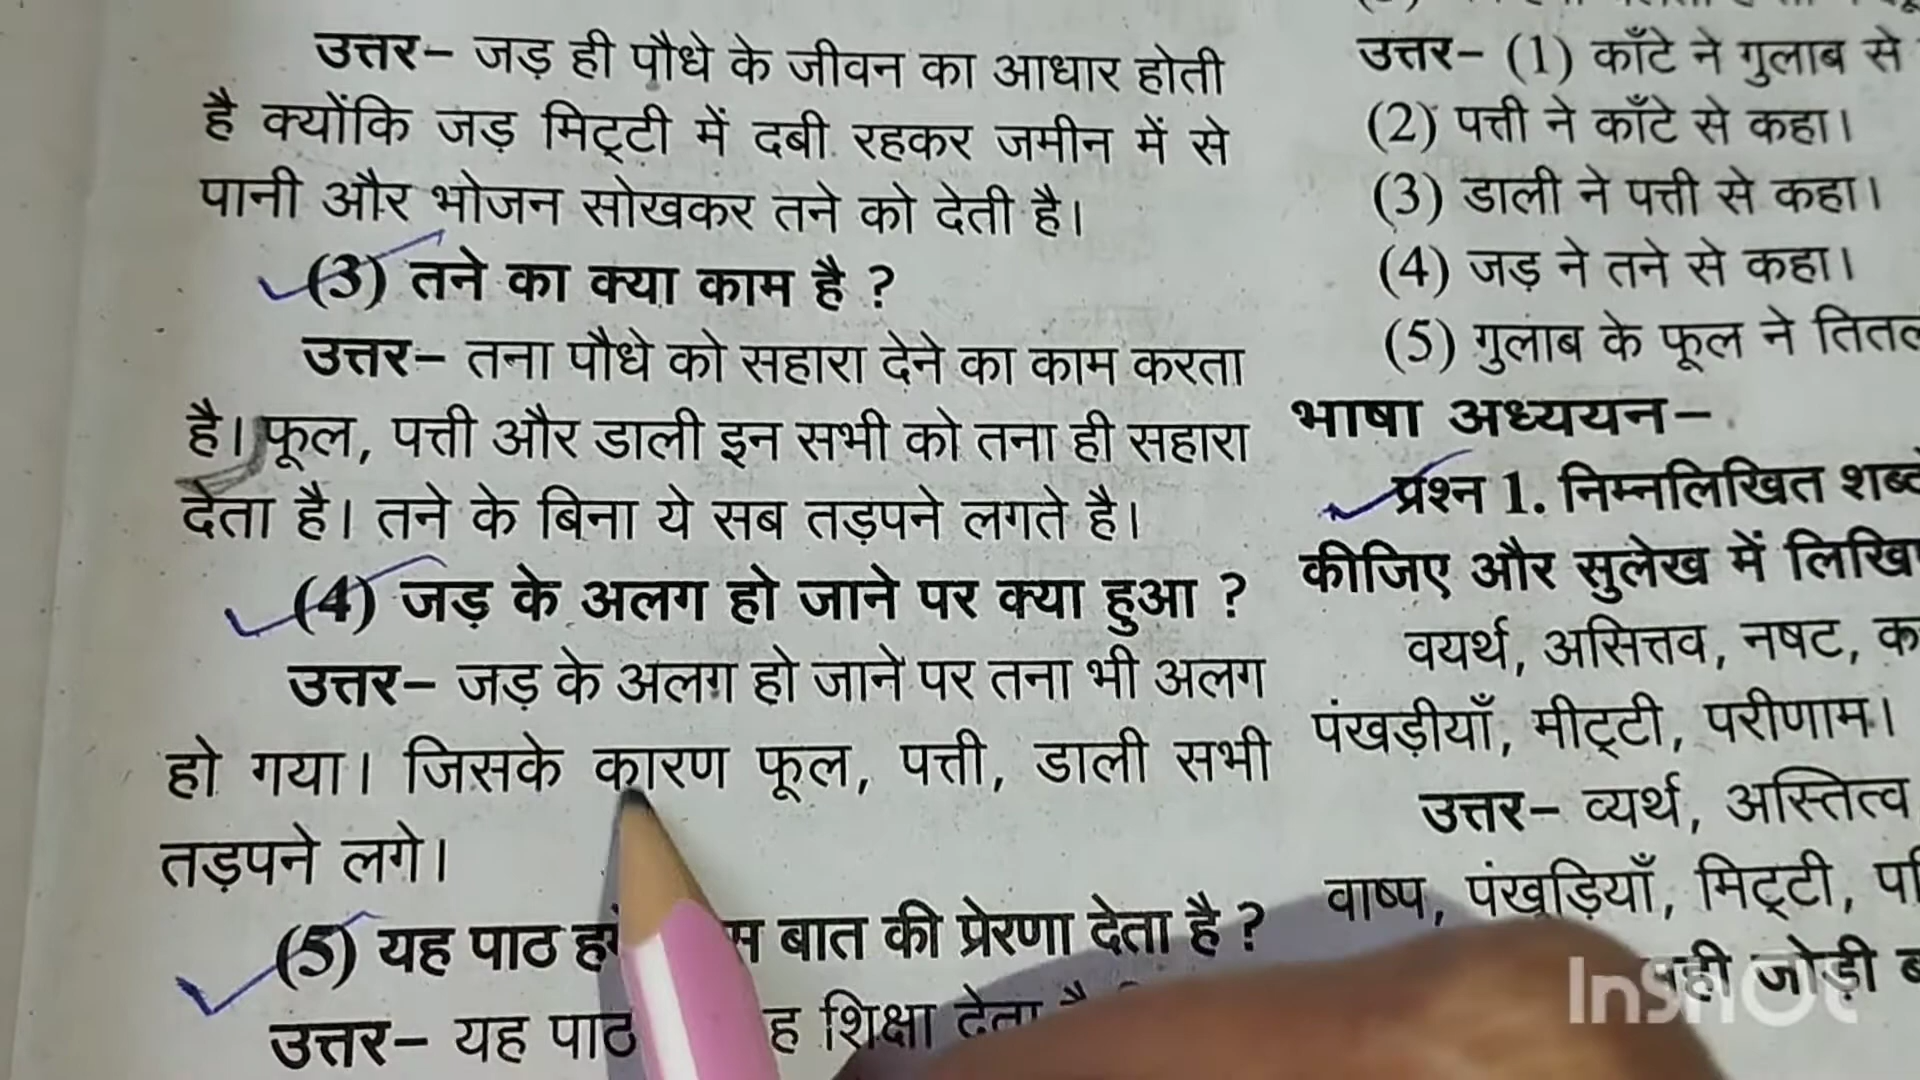 उत्तर– जड़ ही पौधे के जीवन का आधार होती
है क्योंकि जड़ मिट्टी में दबी रहकर जमीन में से
पानी और भोजन सोखकर तने को देती है।
(3) तने का क्या काम है ?
उत्तर– तना पौधे को सहारा देने का काम करता
है। फूल, पत्ती और डाली इन सभी को तना ही सहारा
देता है। तने के बिना ये सब तड़पने लगते है।
(4) जड़ के अलग हो जाने पर क्या हुआ ?
उत्तर– जड़ के अलग हो जाने पर तना भी अलग
हो गया। जिसके कारण फूल, पत्ती, डाली सभी
तड़पने लगे।
(5) यह पाठ बात की प्रेरणा देता है ?
उत्तर– यह पाठ शिक्षा देता
उत्तर– (1) काँटे ने गुलाब से
(2) पत्ती ने काँटे से कहा।
(3) डाली ने पत्ती से कहा।
(4) जड़ ने तने से कहा।
(5) गुलाब के फूल ने
भाषा अध्ययन–
प्रश्न 1. निम्नलिखित
कीजिए और सुलेख में
वयर्थ, असित्तव, नषट,
पंखड़ीयाँ, मीट्टी, परीणाम।
उत्तर– व्यर्थ, अस्तित्व
वाष्प, पंखुड़ियाँ, मिट्टी,
जोड़ी
InShOt